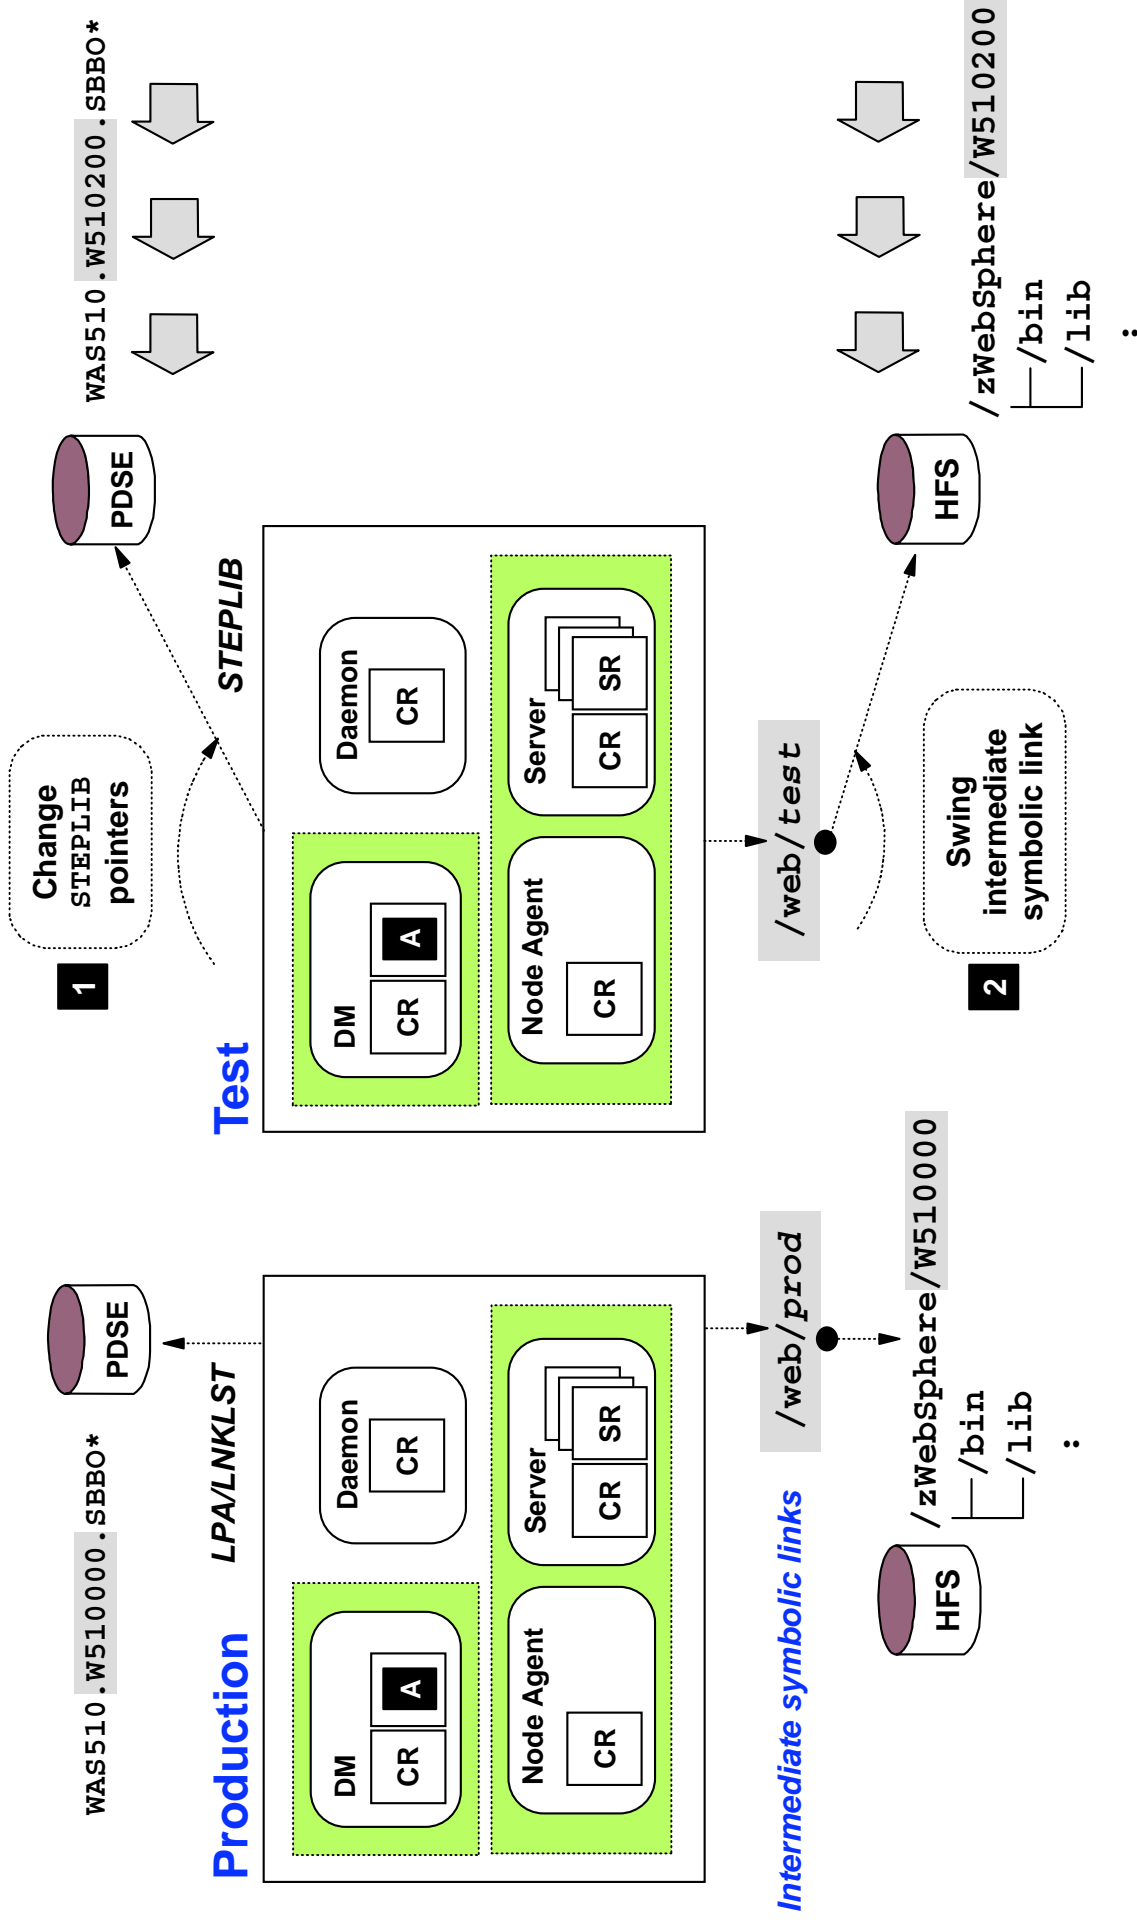 WAS510.W510000.SBBO*
PDSE
Production
LPA/LNKLST
DM
CR
A
Daemon
CR
Node Agent
CR
Server
CR
SR
Intermediate symbolic links
/web/prod
HFS
/zWebSphere/W510000
/bin
/lib
:
1
Change
STEPLIB
pointers
PDSE
WAS510.W510200.SBBO*
Test
STEPLIB
DM
CR
A
Daemon
CR
Node Agent
CR
Server
CR
SR
/web/test
2
Swing
intermediate
symbolic link
HFS
/zWebSphere/W510200
/bin
/lib
: